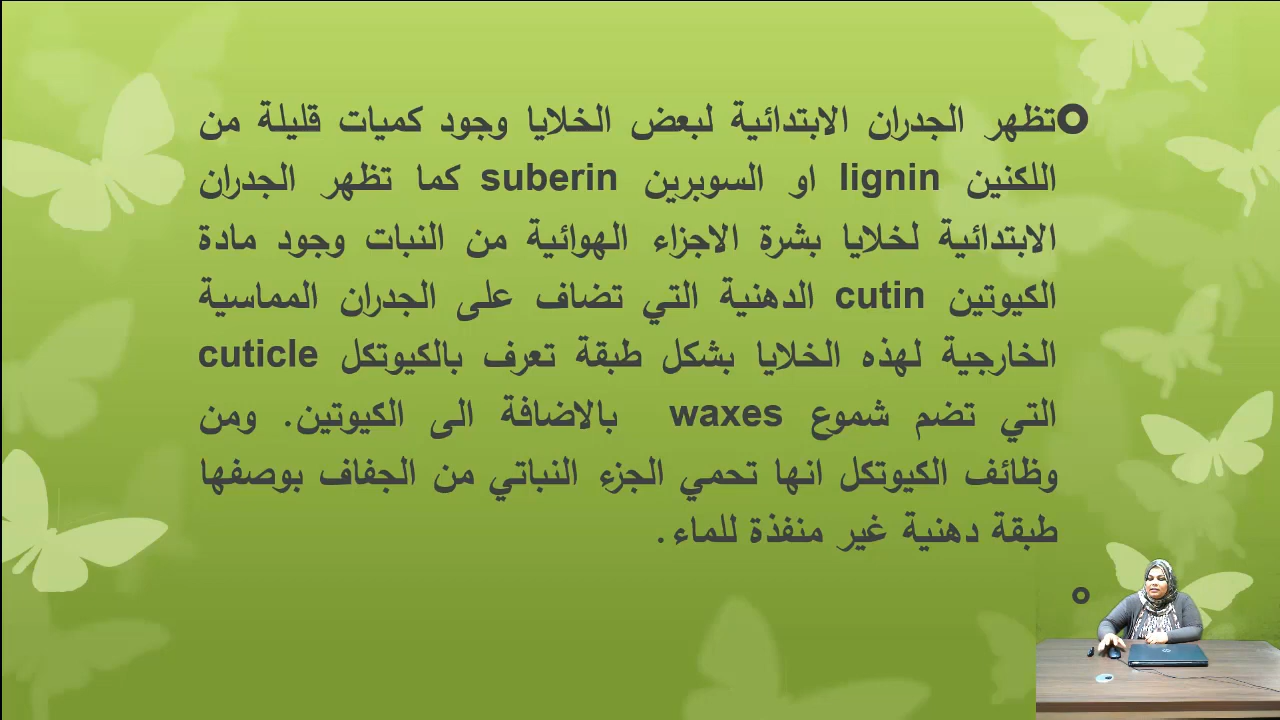 تظهر الجدران الابتدائية لبعض الخلايا وجود كميات قليلة من
اللكنين lignin او السوبرين suberin كما تظهر الجدران
الابتدائية لخلايا بشرة الاجزاء الهوائية من النبات وجود مادة
الكيوتين cutin الدهنية التي تضاف على الجدران المماسية
الخارجية لهذه الخلايا بشكل طبقة تعرف بالكيوتكل cuticle
التي تضم شموع waxes بالاضافة الى الكيوتين. ومن
وظائف الكيوتكل انها تحمي الجزء النباتي من الجفاف بوصفها
طبقة دهنية غير منفذة للماء.